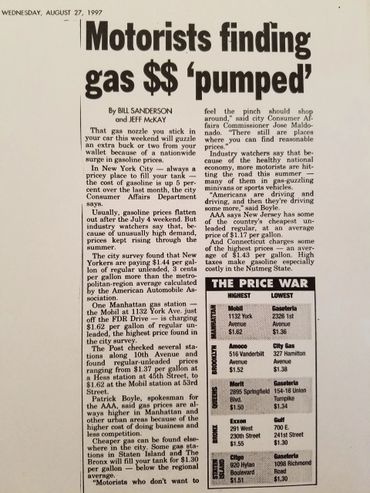 WEDNESDAY, AUGUST 27, 1997
Motorists finding
gas $$ 'pumped'
By BILL SANDERSON
and JEFF McKAY
That gas nozzle you stick in
your car this weekend will guzzle
an extra buck or two from your
wallet because of a nationwide
surge in gasoline prices.
In New York City — always a
pricey place to fill your tank —
the cost of gasoline is up 5 per-
cent over the last month, the city
Consumer Affairs Department
says.
Usually, gasoline prices flatten
out after the July 4 weekend. But
industry watchers say that, be-
cause of unusually high demand,
prices kept rising through the
summer.
The city survey found that New
Yorkers are paying $1.44 per gal-
lon of regular unleaded, 3 cents
per gallon more than the metro-
politan-region average calculated
by the American Automobile As-
sociation.
One Manhattan gas station —
the Mobil at 1132 York Ave. just
off the FDR Drive — is charging
$1.62 per gallon of regular un-
leaded, the highest price found in
the city survey.
The Post checked several sta-
tions along 10th Avenue and
found regular-unleaded prices
ranging from $1.37 per gallon at
a Hess station at 45th Street, to
$1.62 at the Mobil station at 53rd
Street.
Patrick Boyle, spokesman for
the AAA, said gas prices are al-
ways higher in Manhattan and
other urban areas because of the
higher cost of doing business and
less competition.
Cheaper gas can be found else-
where in the city. Some gas sta-
tions in Staten Island and The
Bronx will fill your tank for $1.30
per gallon — below the regional
average.
"Motorists who don't want to
feel the pinch should shop
around," said city Consumer Af-
fairs Commissioner Jose Maldo-
nado. "There still are places
where you can find reasonable
prices."
Industry watchers say that be-
cause of the healthy national
economy, more motorists are hit-
ting the road this summer —
many of them in gas-guzzling
minivans or sports vehicles.
"Americans are driving and
driving, and then they're driving
some more," said Boyle.
AAA says New Jersey has some
of the country's cheapest un-
leaded regular, at an average
price of $1.17 per gallon.
And Connecticut charges some
of the highest prices — an aver-
age of $1.43 per gallon. High
taxes make gasoline especially
costly in the Nutmeg State.
THE PRICE WAR
HIGHEST LOWEST
MANHATTAN
Mobil Gaseteria
1132 York 2326 1st
Avenue Avenue
$1.62 $1.36
BROOKLYN
Amoco City Gas
516 Vanderbilt 327 Hamilton
Avenue Avenue
$1.52 $1.38
QUEENS
Merit Gaseteria
2895 Springfield 154-16 Union
Blvd. Turnpike
$1.50 $1.34
BRONX
Exxon Gulf
291 West 700 E.
230th Street 241st Street
$1.55 $1.30
STATEN ISLAND
Citgo Gaseteria
920 Hylan 1098 Richmond
Boulevard Road
$1.51 $1.30